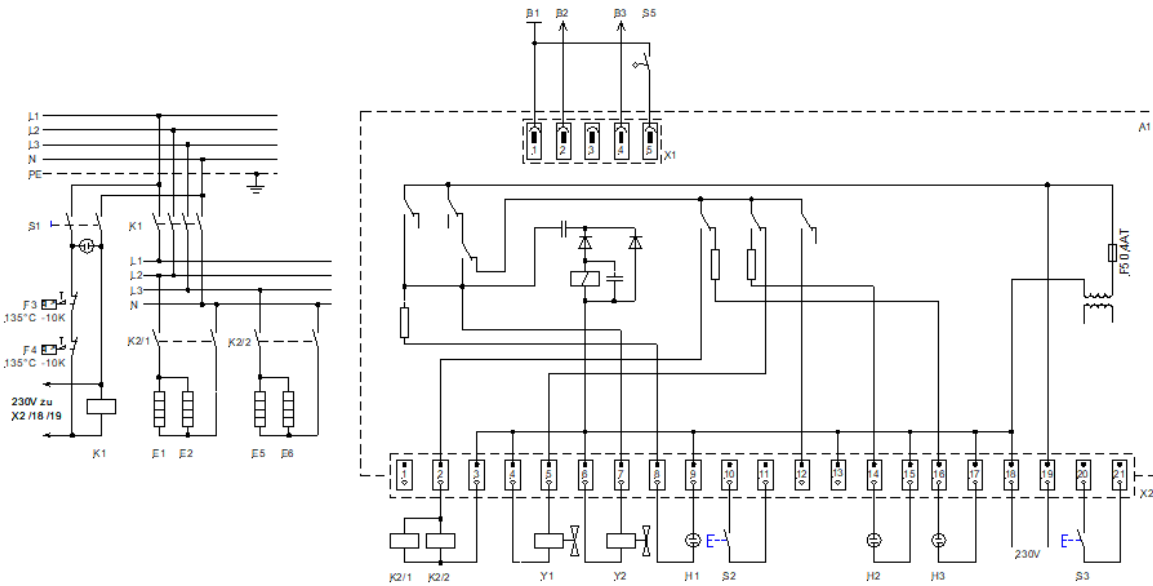 B1 B2 B3 S5
A1
1 2 3 4 5
X1
L1
L2
L3
N
PE
S1 K1
L1
L2
L3
N
F5 0,4AT
F3
135°C -10K
F4
135°C -10K
K2/1 K2/2
230V zu
X2 /18 /19
K1 E1 E2 E5 E6
1 2 3 4 5 6 7 8 9 10 11 12 13 14 15 16 17 18 19 20 21
X2
230V
K2/1 K2/2 Y1 Y2 H1 S2 H2 H3 S3